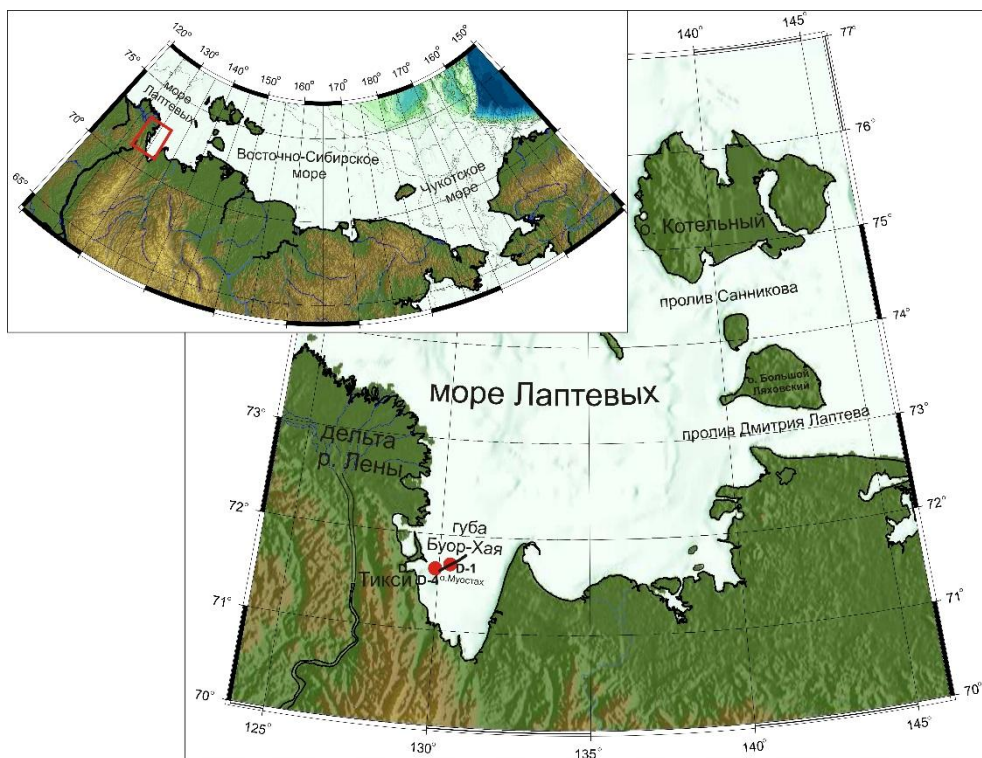 120°
130°
140°
150°
160°
170°
180°
170°
160°
150°
75°
70°
65°
море
Лаптевых
Восточно-Сибирское
море
Чукотское
море
140°
145°
77°
76°
75°
74°
73°
72°
71°
70°
о. Котельный
пролив Санникова
о. Большой
Ляховский
пролив Дмитрия Лаптева
море Лаптевых
дельта
р. Лены
губа
Буор-Хая
D-1
Тикси
D-4
о.Муостах
73°
72°
71°
70°
125°
130°
135°
140°
145°